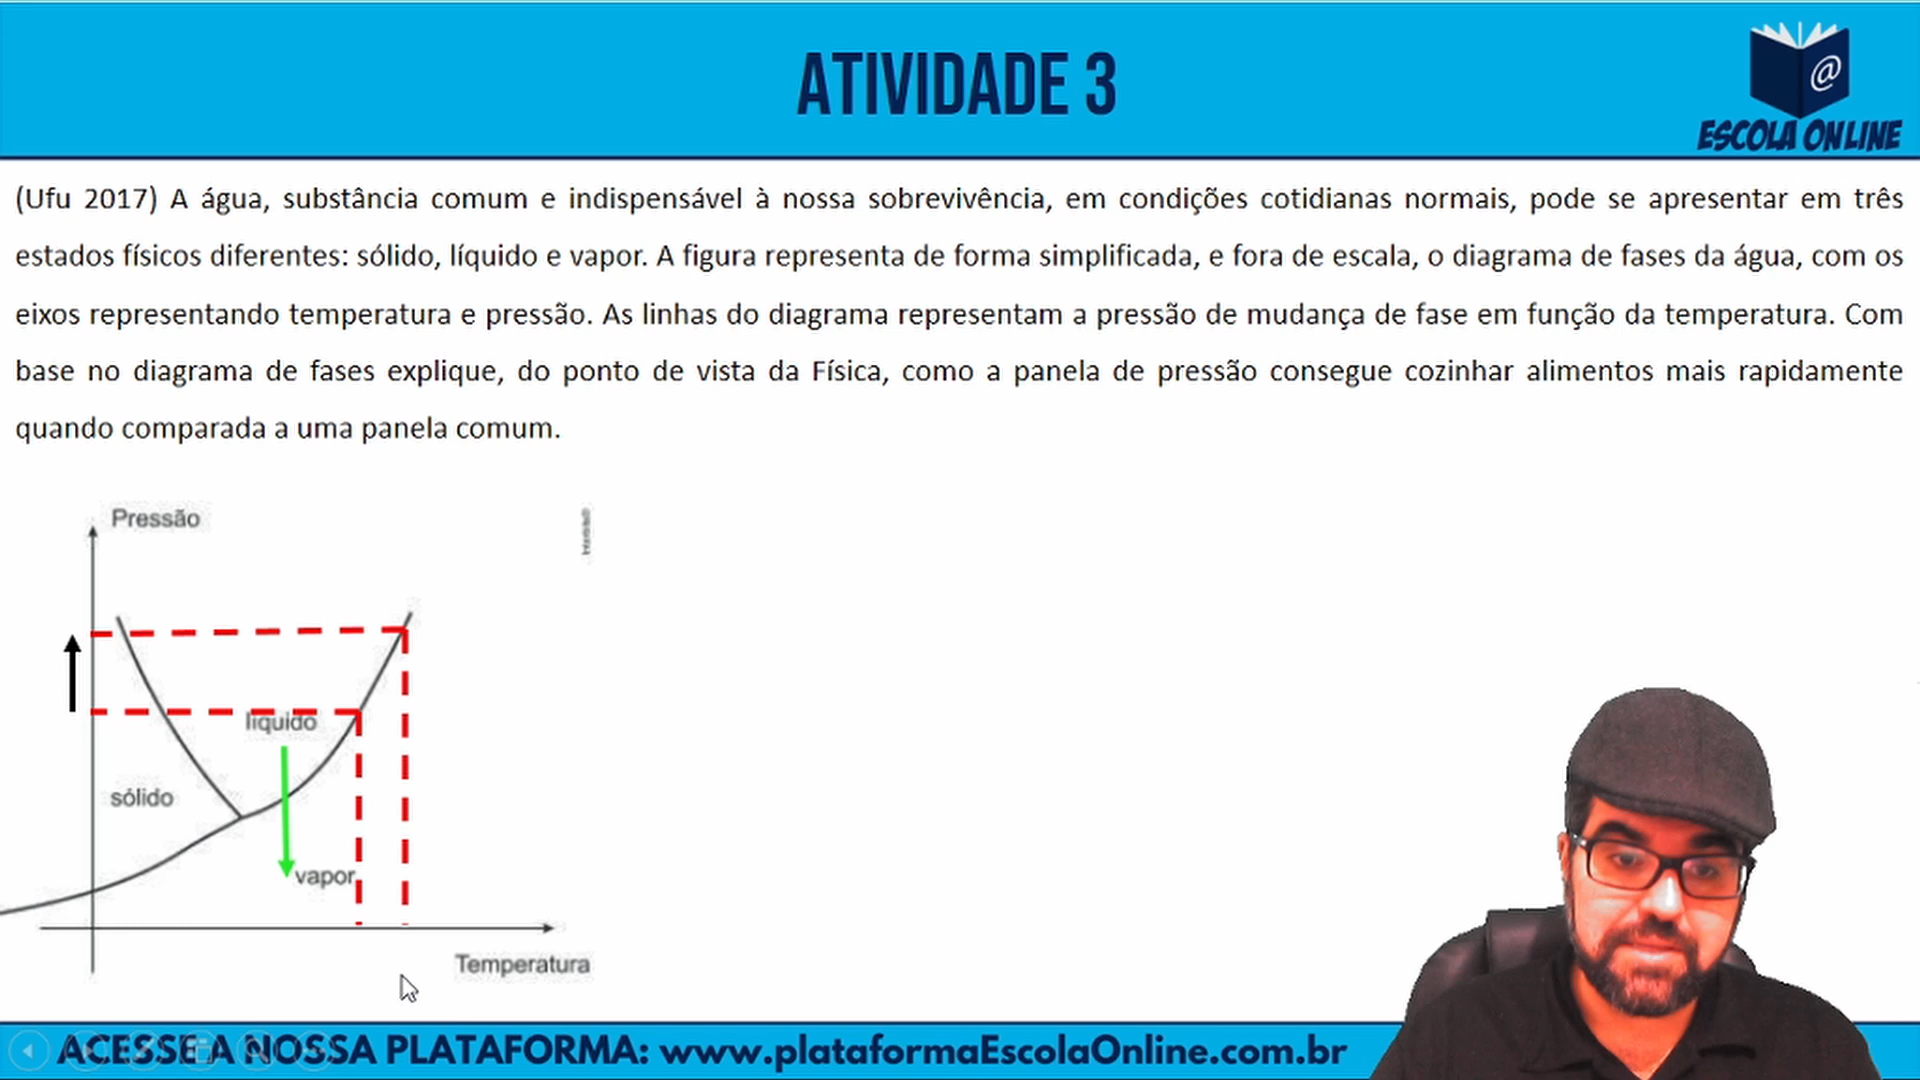 ATIVIDADE 3
@
ESCOLA ONLINE
(Ufu 2017) A água, substância comum e indispensável à nossa sobrevivência, em condições cotidianas normais, pode se apresentar em três
estados físicos diferentes: sólido, líquido e vapor. A figura representa de forma simplificada, e fora de escala, o diagrama de fases da água, com os
eixos representando temperatura e pressão. As linhas do diagrama representam a pressão de mudança de fase em função da temperatura. Com
base no diagrama de fases explique, do ponto de vista da Física, como a panela de pressão consegue cozinhar alimentos mais rapidamente
quando comparada a uma panela comum.
Pressão
líquido
sólido
vapor
Temperatura
ACESSE A NOSSA PLATAFORMA: www.plataformaEscolaOnline.com.br